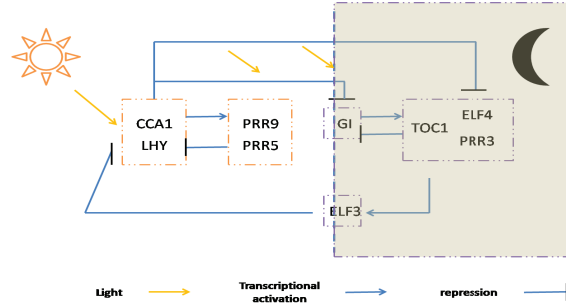 CCA1
LHY
PRR9
PRR5
GI
TOC1
ELF4
PRR3
ELF3
Light
Transcriptional
activation
repression